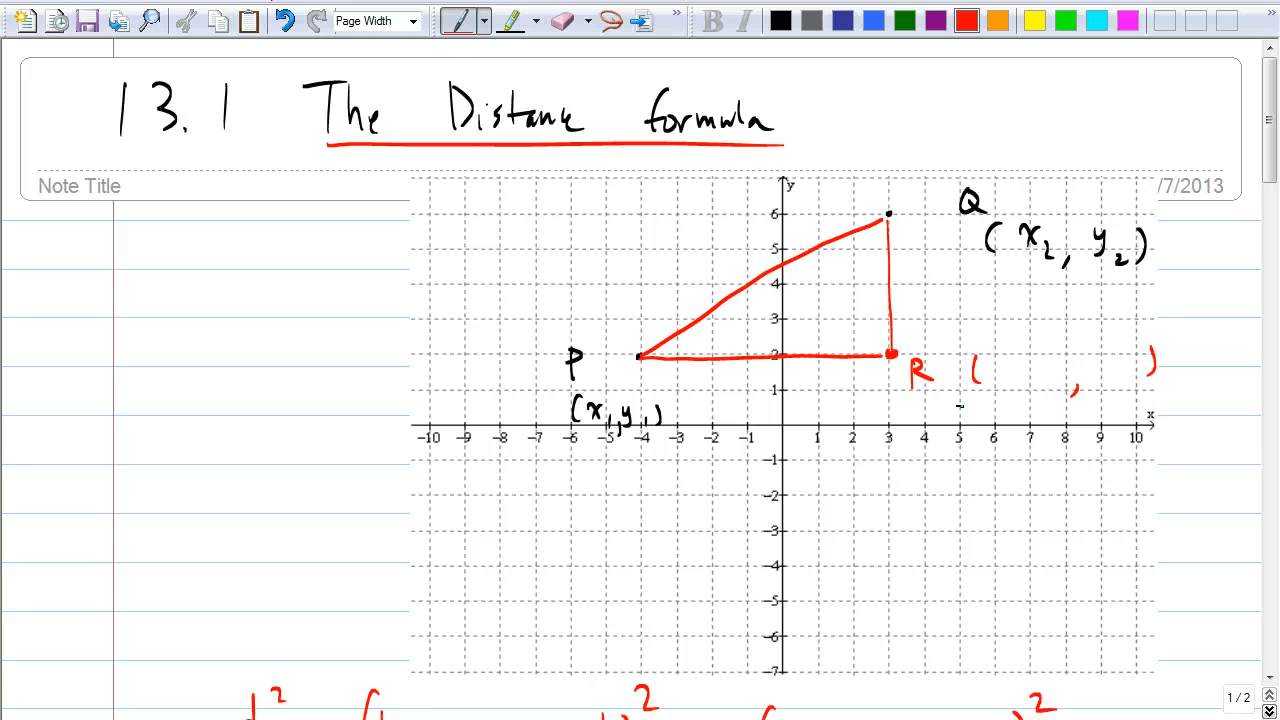 Page Width
B I
13.1 The Distance formula
Note Title
/7/2013
y
6
Q
(x₂, y₂)
5
4
3
P
2
R ( , )
1
(x₁, y₁)
x
-10 -9 -8 -7 -6 -5 -4 -3 -2 -1 1 2 3 4 5 6 7 8 9 10
-1
-2
-3
-4
-5
-6
-7
1 / 2